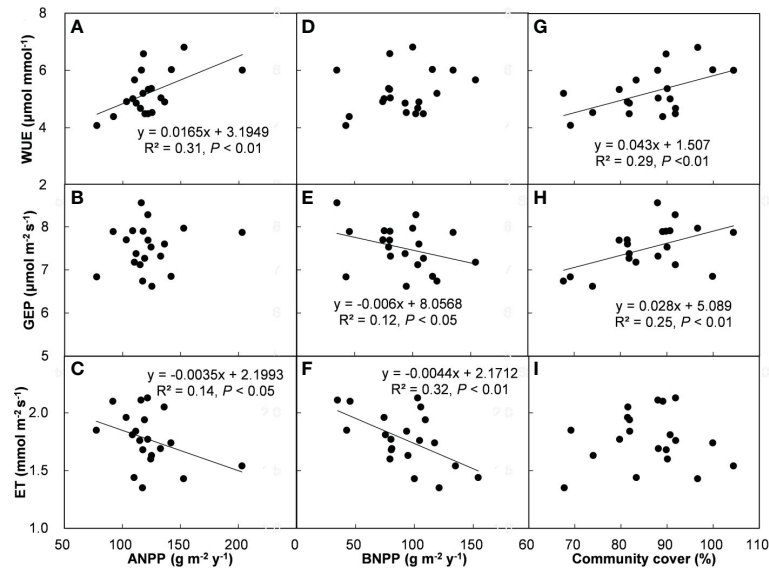 A
D
G
8
6
4
2
WUE (µmol mmol⁻¹)
y = 0.0165x + 3.1949
R² = 0.31, P < 0.01
y = 0.043x + 1.507
R² = 0.29, P <0.01
B
E
H
8
7
6
5
GEP (µmol m⁻² s⁻¹)
y = -0.006x + 8.0568
R² = 0.12, P < 0.05
y = 0.028x + 5.089
R² = 0.25, P < 0.01
C
F
I
2.0
1.5
1.0
ET (mmol m⁻² s⁻¹)
y = -0.0035x + 2.1993
R² = 0.14, P < 0.05
y = -0.0044x + 2.1712
R² = 0.32, P < 0.01
50 100 150 200
0 50 100 150
60 70 80 90 100 110
ANPP (g m⁻² y⁻¹)
BNPP (g m⁻² y⁻¹)
Community cover (%)